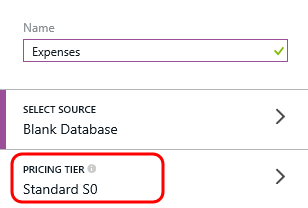 Name
Expenses
SELECT SOURCE
Blank Database
PRICING TIER
Standard S0